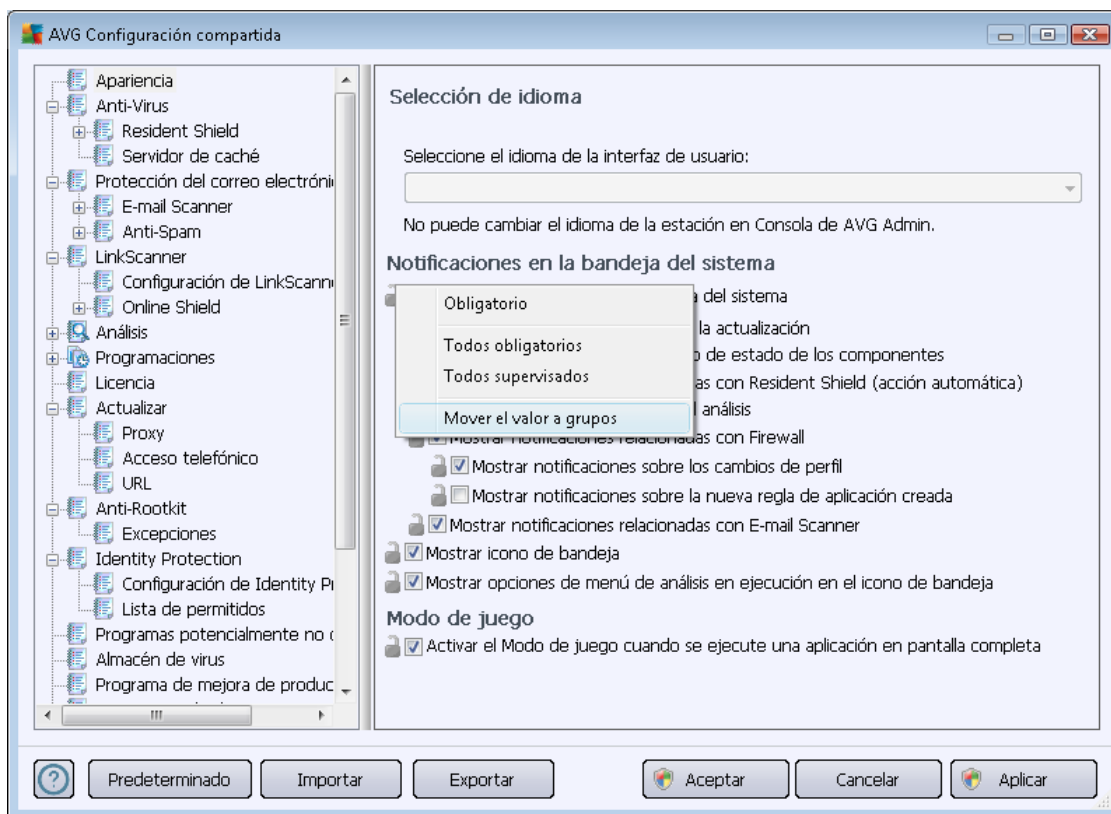 AVG Configuración compartida
Apariencia
Anti-Virus
Resident Shield
Servidor de caché
Protección del correo electróni
E-mail Scanner
Anti-Spam
LinkScanner
Configuración de LinkScann
Online Shield
Análisis
Programaciones
Licencia
Actualizar
Proxy
Acceso telefónico
URL
Anti-Rootkit
Excepciones
Identity Protection
Configuración de Identity P
Lista de permitidos
Programas potencialmente no
Almacén de virus
Programa de mejora de produc
Selección de idioma
Seleccione el idioma de la interfaz de usuario:
No puede cambiar el idioma de la estación en Consola de AVG Admin.
Notificaciones en la bandeja del sistema
Obligatorio
Todos obligatorios
Todos supervisados
Mover el valor a grupos
del sistema
la actualización
de estado de los componentes
as con Resident Shield (acción automática)
análisis
Mostrar notificaciones relacionadas con Firewall
Mostrar notificaciones sobre los cambios de perfil
Mostrar notificaciones sobre la nueva regla de aplicación creada
Mostrar notificaciones relacionadas con E-mail Scanner
Mostrar icono de bandeja
Mostrar opciones de menú de análisis en ejecución en el icono de bandeja
Modo de juego
Activar el Modo de juego cuando se ejecute una aplicación en pantalla completa
Predeterminado
Importar
Exportar
Aceptar
Cancelar
Aplicar